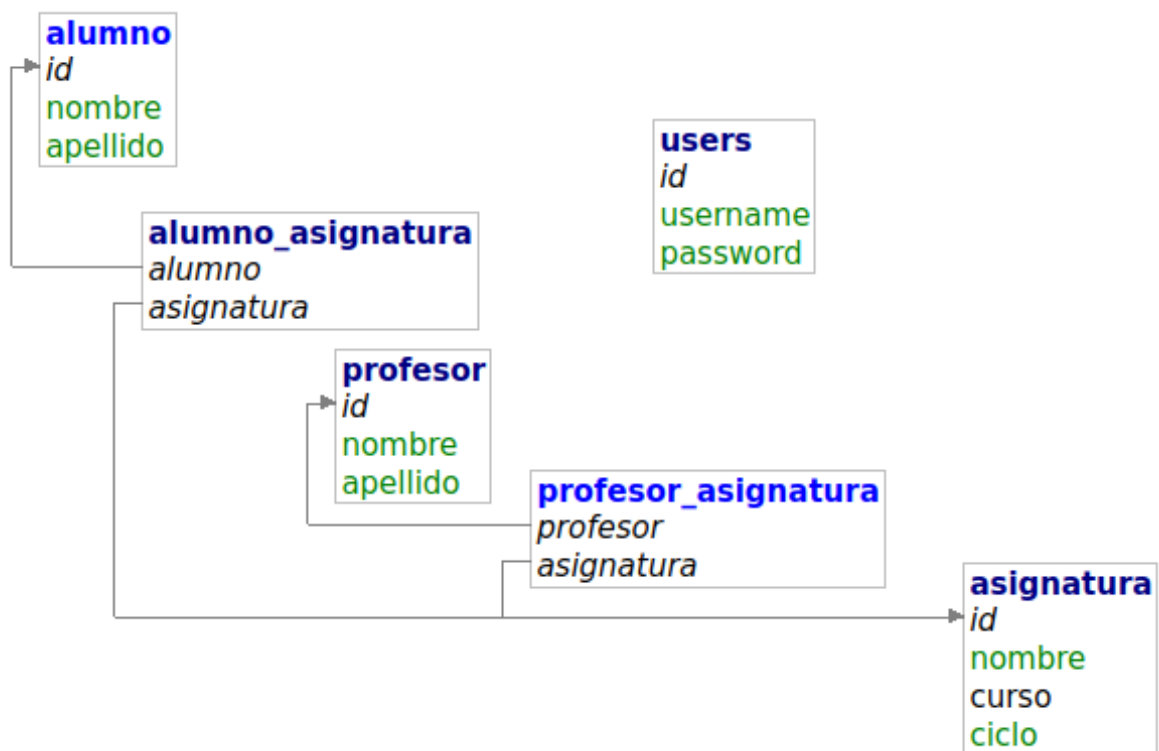 alumno
id
nombre
apellido
users
id
username
password
alumno_asignatura
alumno
asignatura
profesor
id
nombre
apellido
profesor_asignatura
profesor
asignatura
asignatura
id
nombre
curso
ciclo